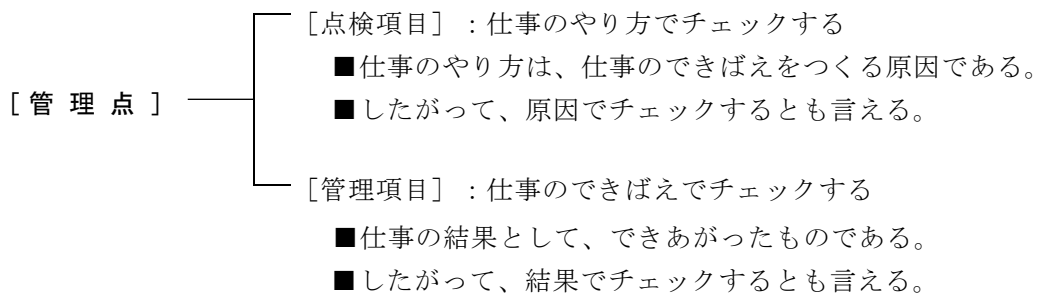 ［点検項目］：仕事のやり方でチェックする
■仕事のやり方は、仕事のできばえをつくる原因である。
［管 理 点］
■したがって、原因でチェックするとも言える。
［管理項目］：仕事のできばえでチェックする
■仕事の結果として、できあがったものである。
■したがって、結果でチェックするとも言える。